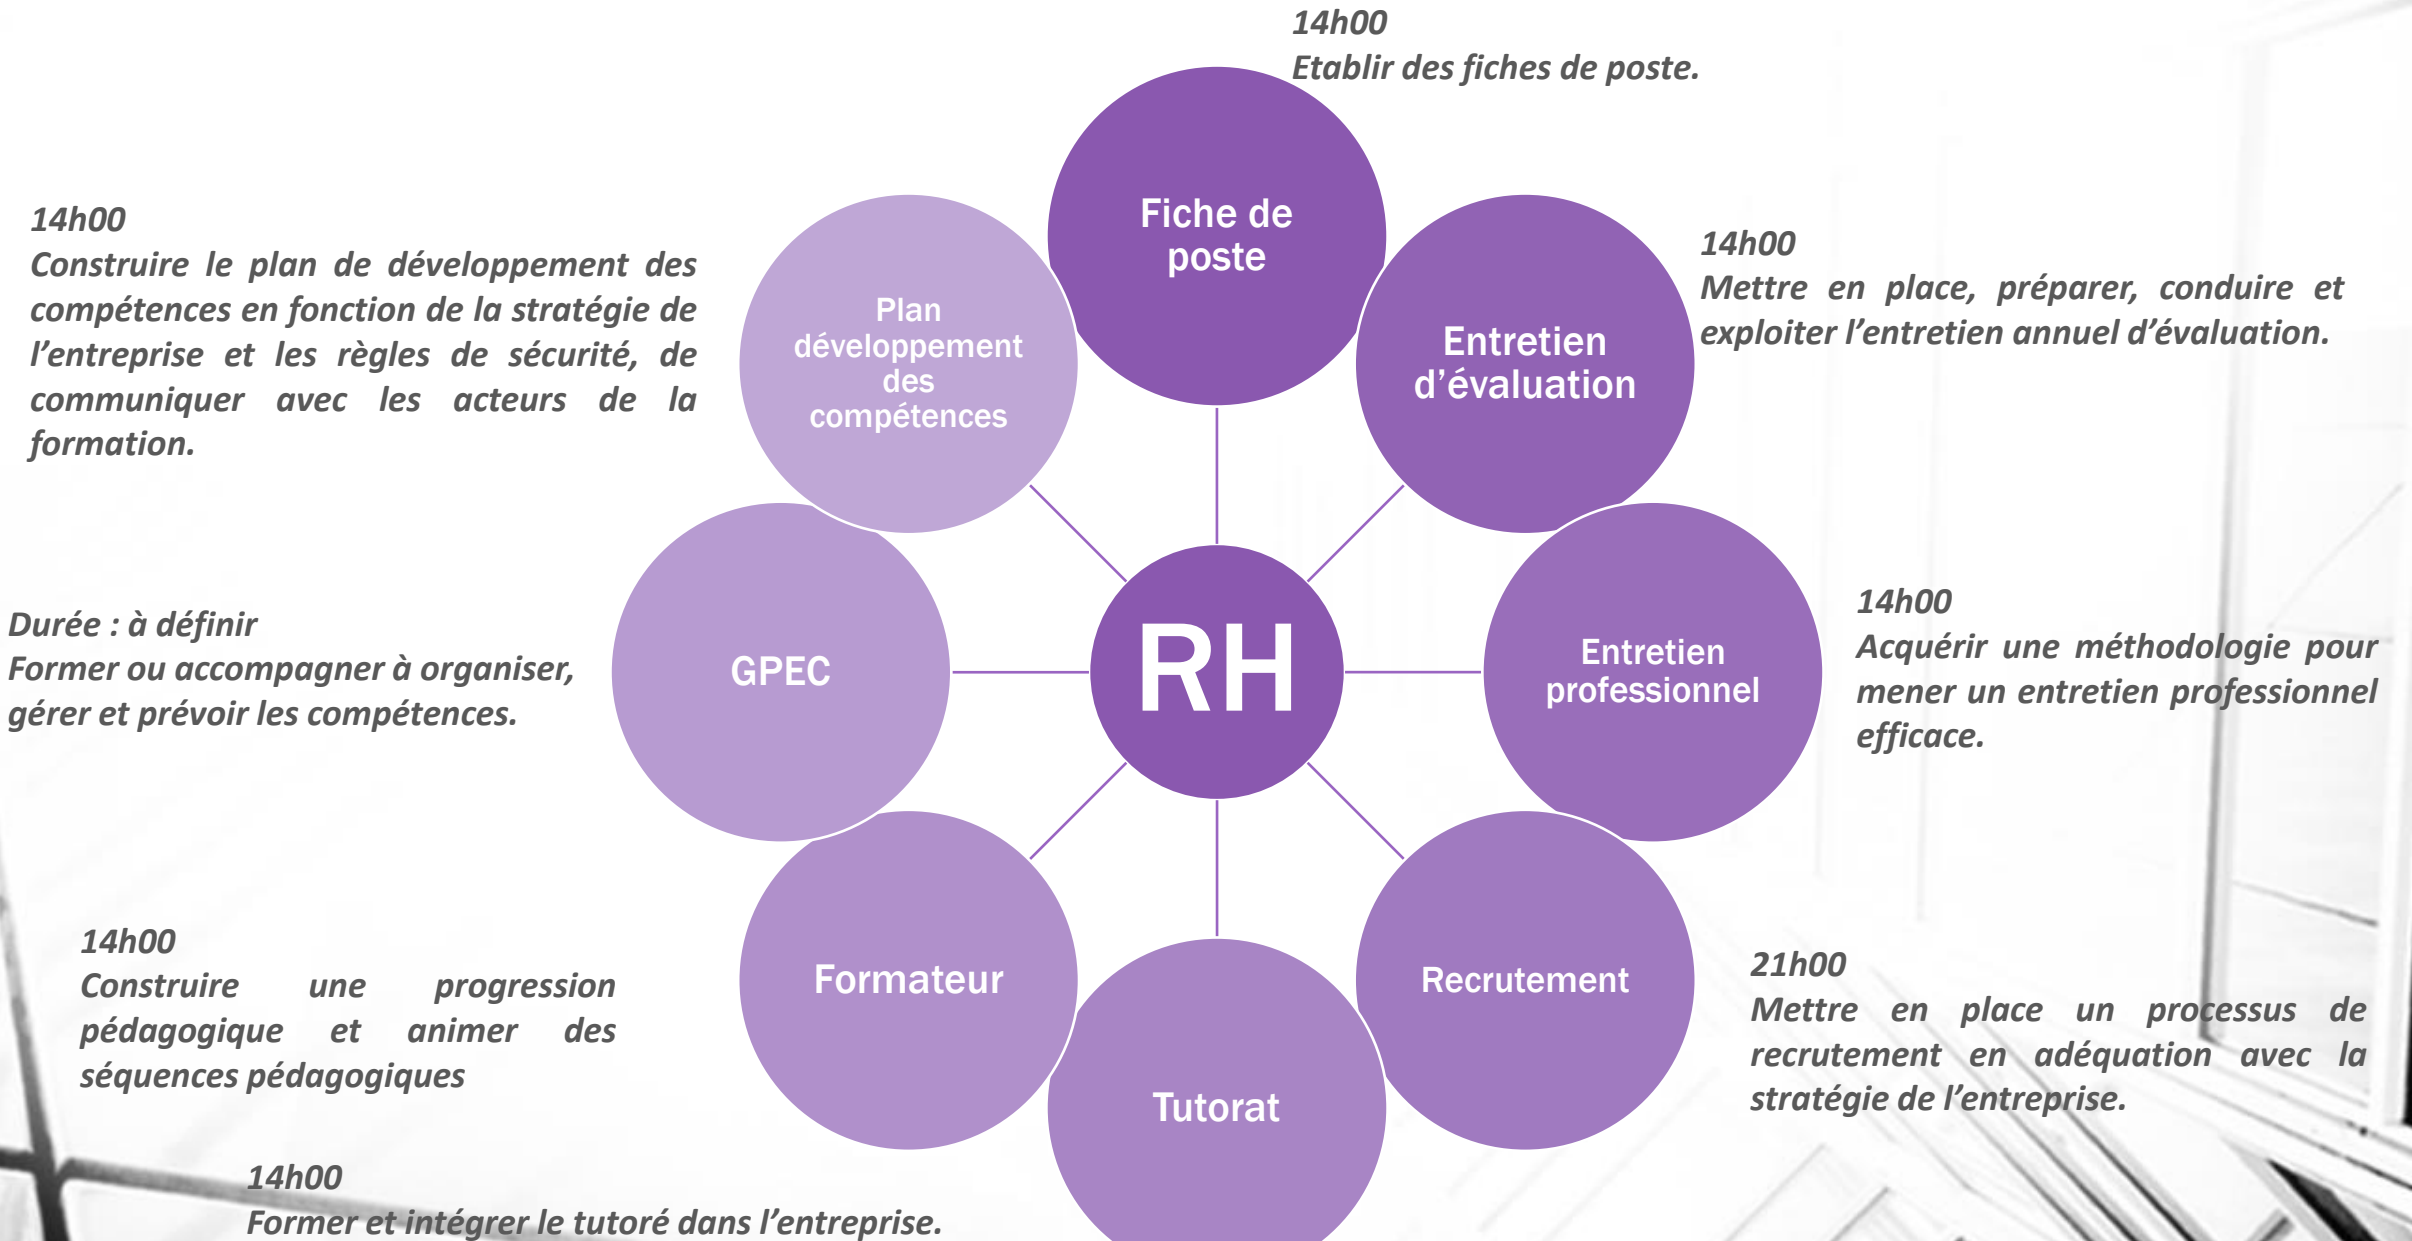 14h00
Etablir des fiches de poste.
Fiche de
poste
14h00
Construire le plan de développement des
compétences en fonction de la stratégie de
l’entreprise et les règles de sécurité, de
communiquer avec les acteurs de la
formation.
Plan
développement
des
compétences
Entretien
d’évaluation
14h00
Mettre en place, préparer, conduire et
exploiter l’entretien annuel d’évaluation.
Durée : à définir
Former ou accompagner à organiser,
gérer et prévoir les compétences.
GPEC
RH
Entretien
professionnel
14h00
Acquérir une méthodologie pour
mener un entretien professionnel
efficace.
14h00
Construire une progression
pédagogique et animer des
séquences pédagogiques
Formateur
Recrutement
21h00
Mettre en place un processus de
recrutement en adéquation avec la
stratégie de l’entreprise.
Tutorat
14h00
Former et intégrer le tutoré dans l’entreprise.